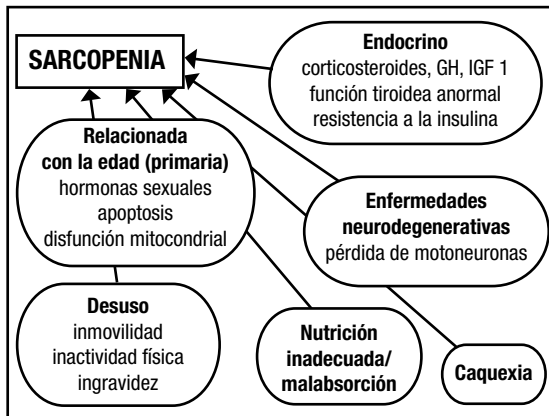 SARCOPENIA
Endocrino
corticosteroides, GH, IGF 1
función tiroidea anormal
resistencia a la insulina
Relacionada
con la edad (primaria)
hormonas sexuales
apoptosis
disfunción mitocondrial
Enfermedades
neurodegenerativas
pérdida de motoneuronas
Desuso
inmovilidad
inactividad física
ingravidez
Nutrición
inadecuada/
malabsorción
Caquexia